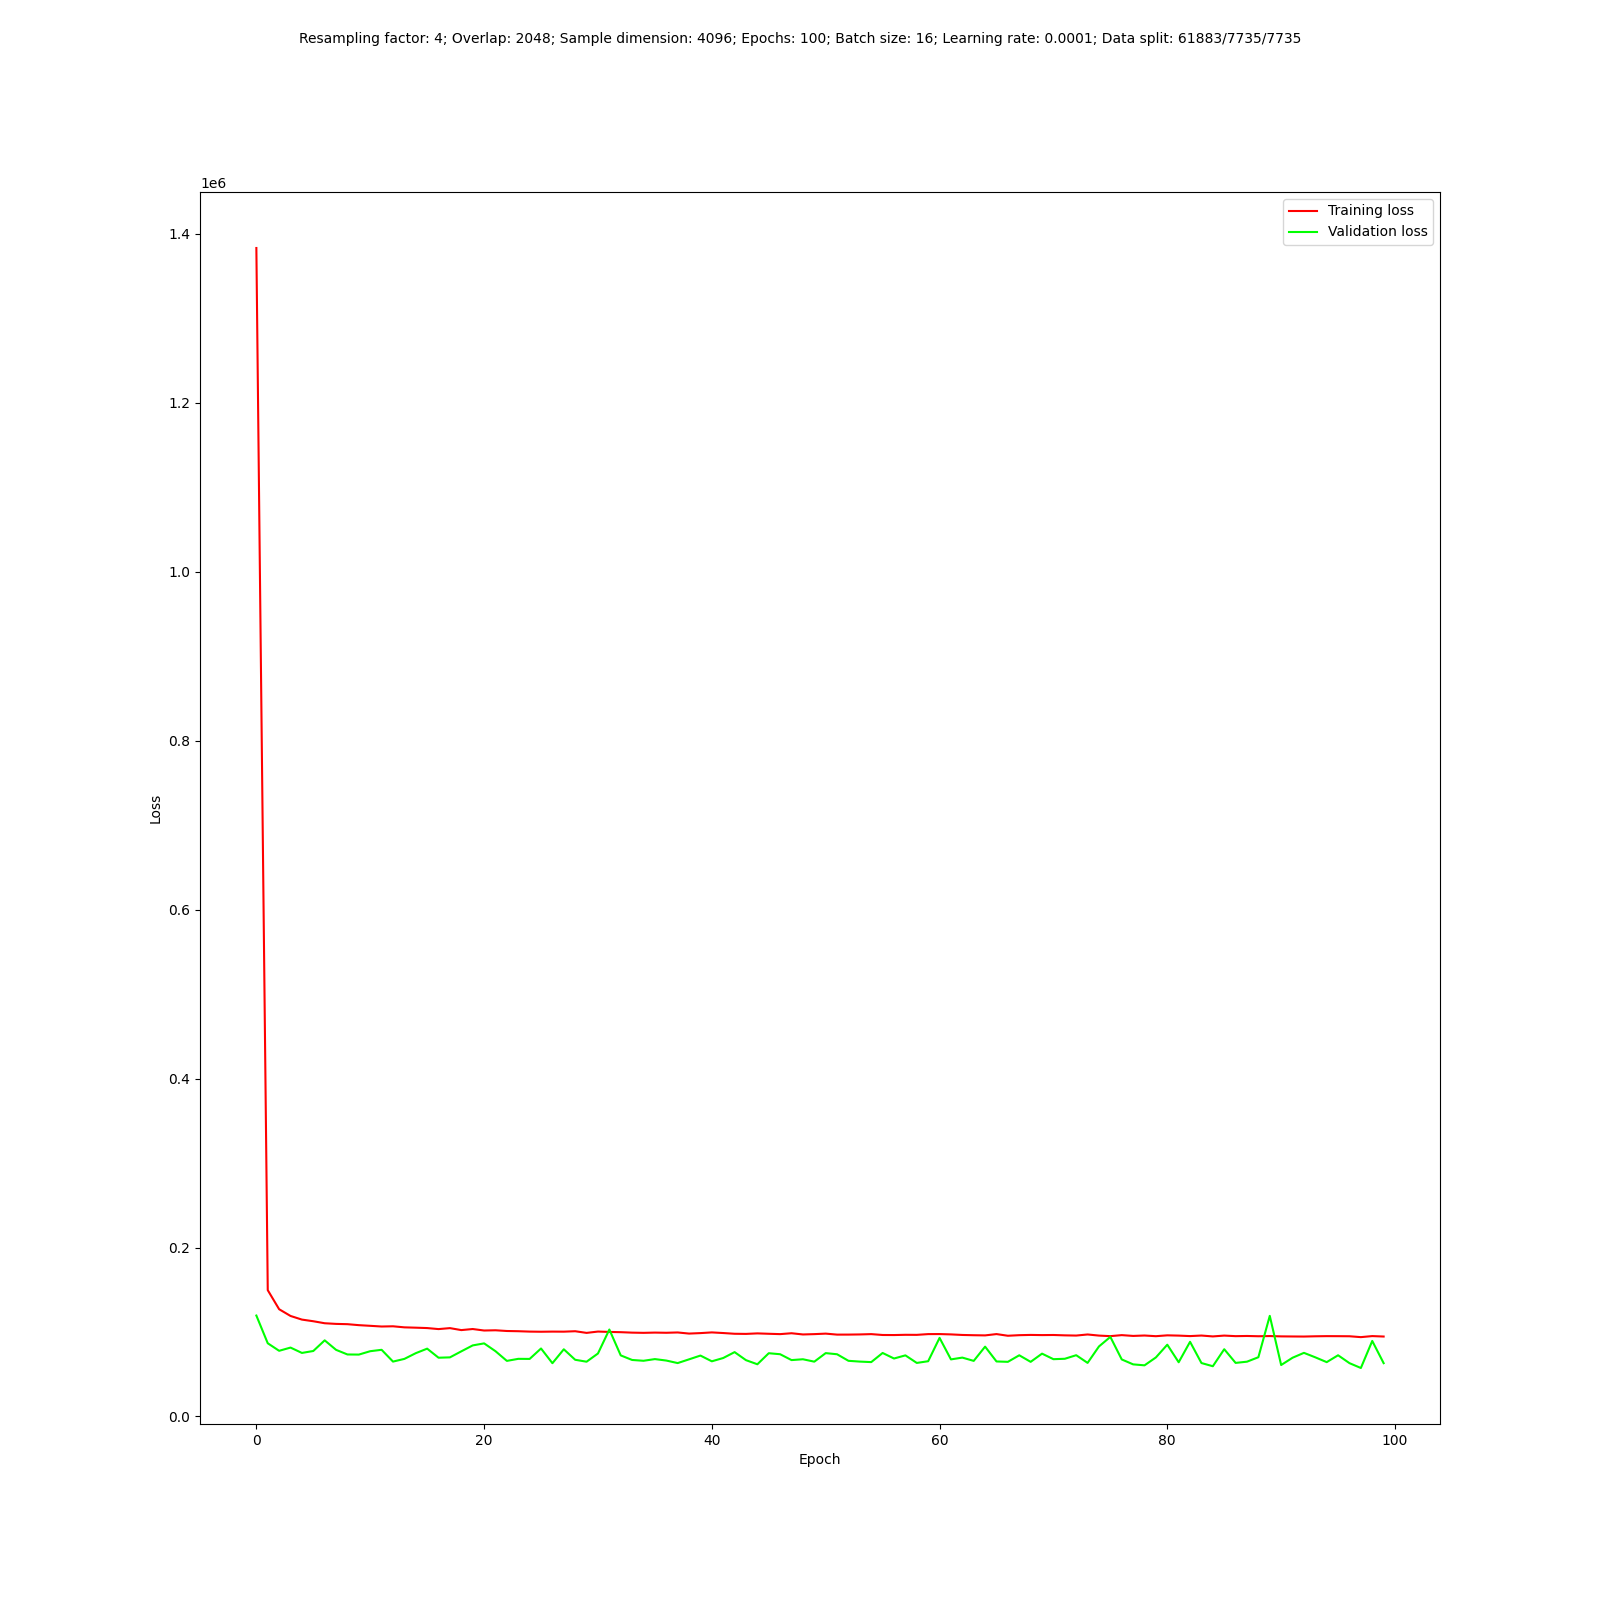 Resampling factor: 4; Overlap: 2048; Sample dimension: 4096; Epochs: 100; Batch size: 16; Learning rate: 0.0001; Data split: 61883/7735/7735
1e6
Training loss
Validation loss
1.4
1.2
1.0
0.8
0.6
0.4
0.2
0.0
Loss
0 20 40 60 80 100
Epoch